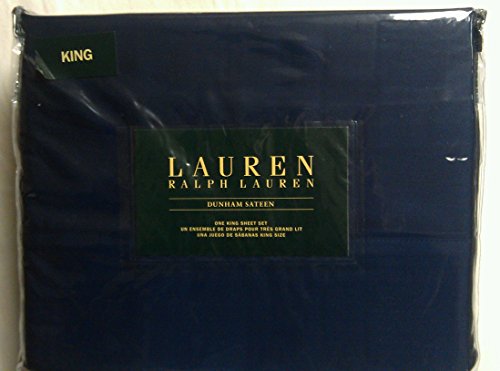 KING
LAUREN
RALPH LAUREN
DUNHAM SATEEN
ONE KING SHEET SET
UN ENSEMBLE DE DRAPS POUR TRÈS GRAND LIT
UNA JUEGO DE SÁBANAS KING SIZE